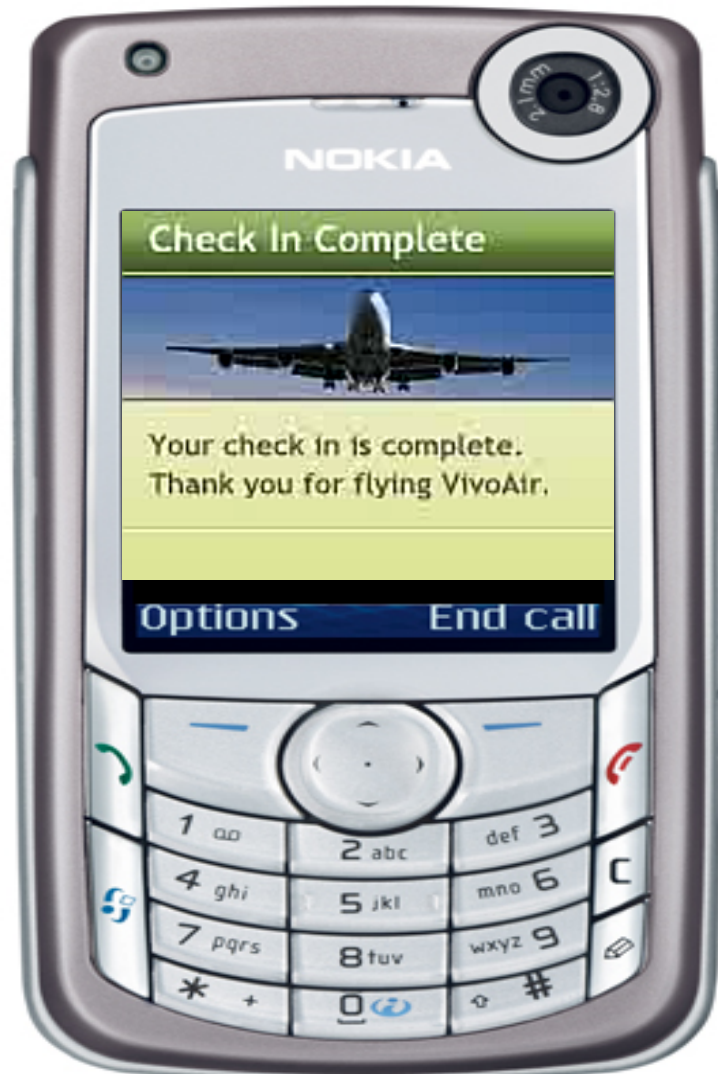 2.1mm 1:2.8
NOKIA
Check In Complete
Your check in is complete.
Thank you for flying VivoAir.
Options End call
1
2 abc
def 3
4 ghi
5 jkl
mno 6
C
7 pqrs
8 tuv
wxyz 9
* +
0
#